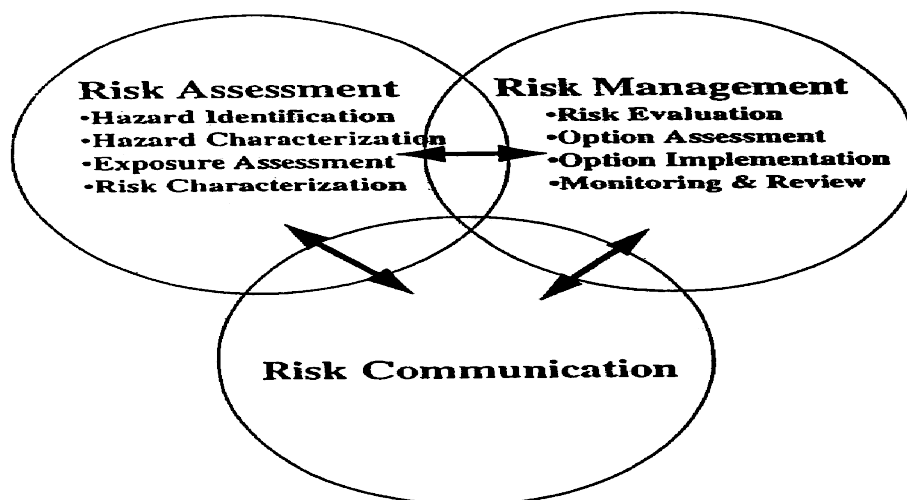 Risk Assessment
•Hazard Identification
•Hazard Characterization
•Exposure Assessment
•Risk Characterization
Risk Management
•Risk Evaluation
•Option Assessment
•Option Implementation
•Monitoring & Review
Risk Communication